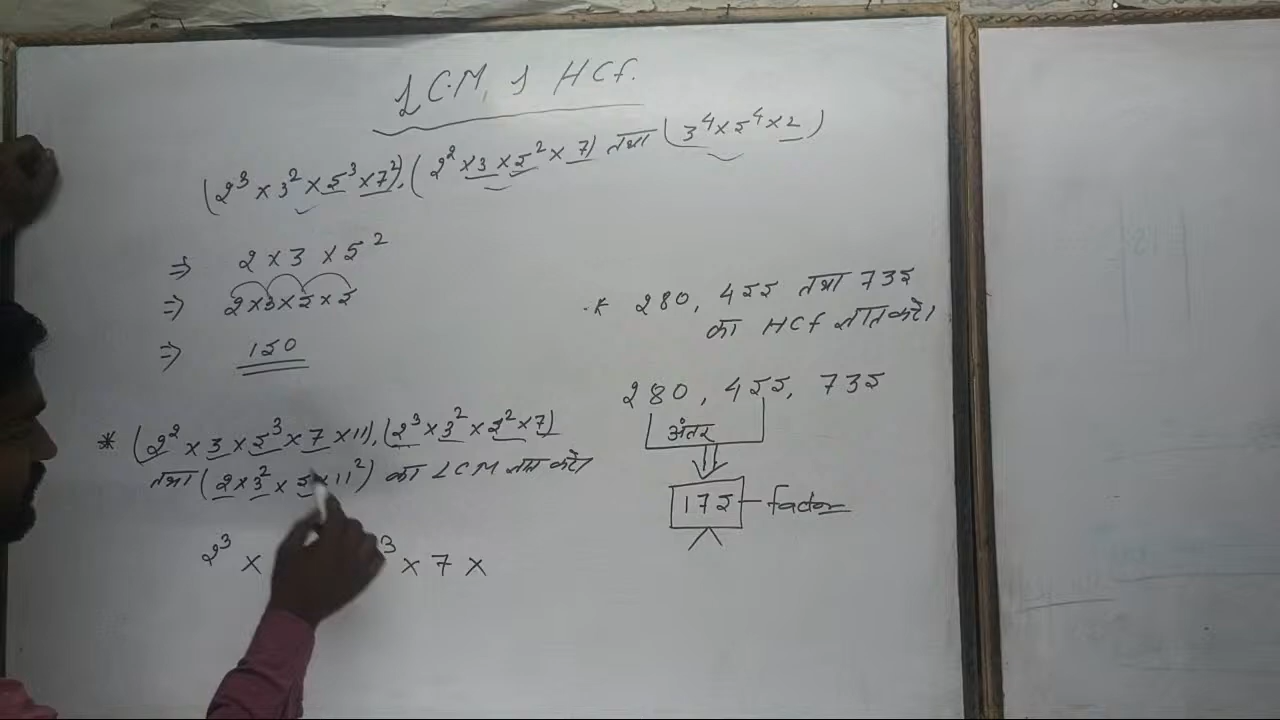 LCM, 1 HCf.
(2³ × 3² × 5³ × 7²), (2² × 3 × 5² × 7) तथा (3⁴ × 5⁴ × 2)
⇒ 2 × 3 × 5²
⇒ 2 × 3 × 5 × 5
⇒ 150
* (2² × 3 × 5³ × 7 × 11), (2³ × 3² × 5² × 7)
तथा (2 × 3² × 5 × 11²) का LCM ज्ञात करें।
2³ × 3 × 7 ×
* 280, 455 तथा 735
का HCf ज्ञात करें।
280, 455, 735
अंतर
175 – factor